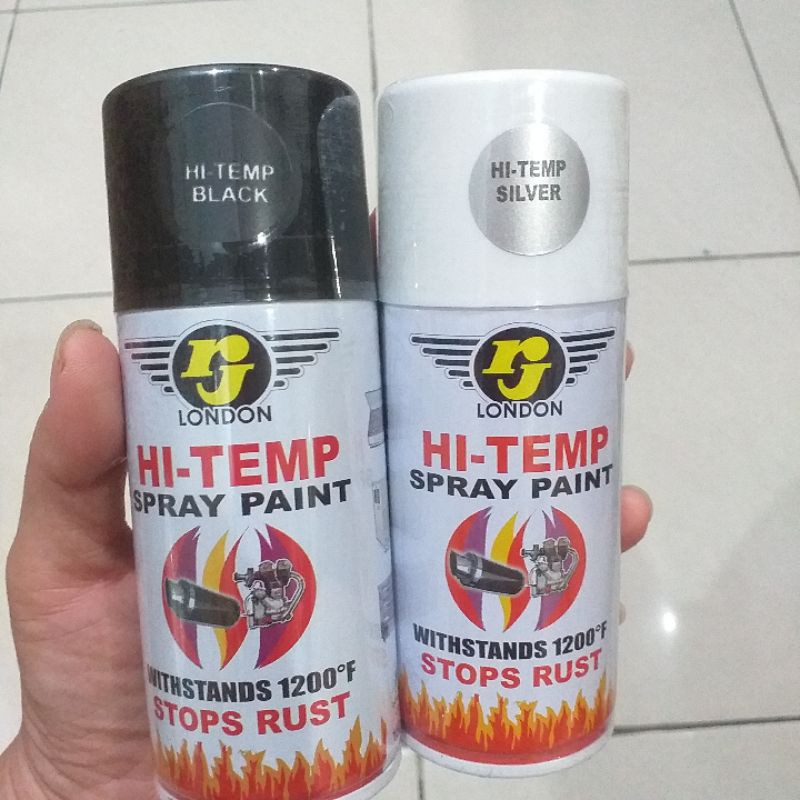 HI-TEMP
BLACK
rj
LONDON
HI-TEMP
SPRAY PAINT
WITHSTANDS 1200°F
STOPS RUST
HI-TEMP
SILVER
rj
LONDON
HI-TEMP
SPRAY PAINT
WITHSTANDS 1200°F
STOPS RUST